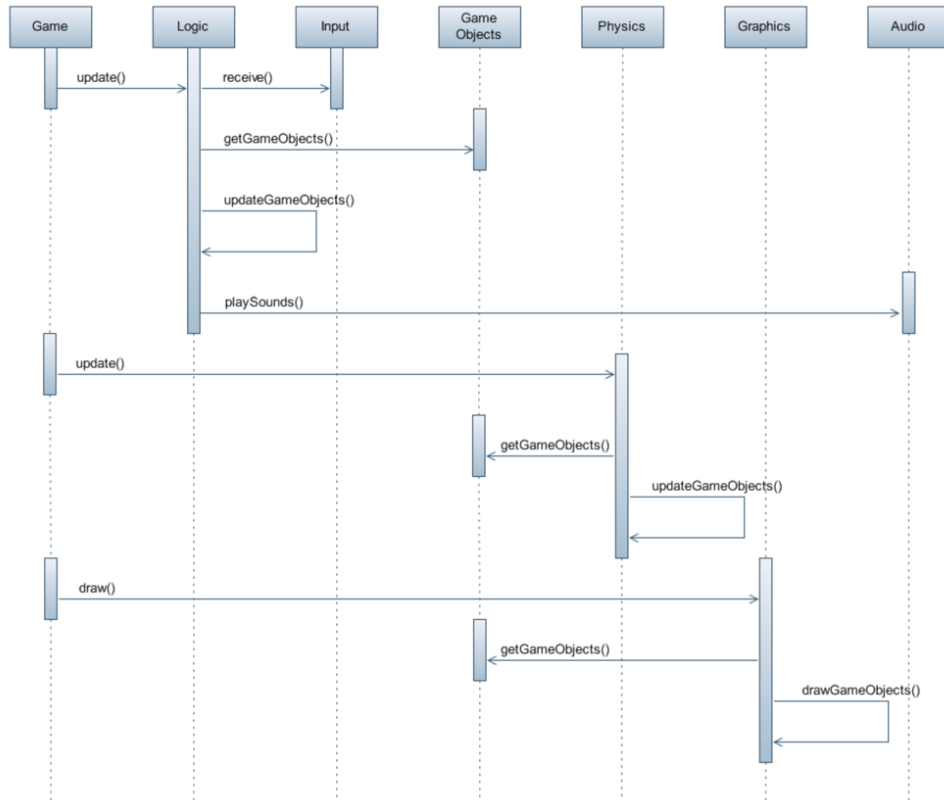 Game
Logic
Input
Game
Objects
Physics
Graphics
Audio
update()
receive()
getGameObjects()
updateGameObjects()
playSounds()
update()
getGameObjects()
updateGameObjects()
draw()
getGameObjects()
drawGameObjects()